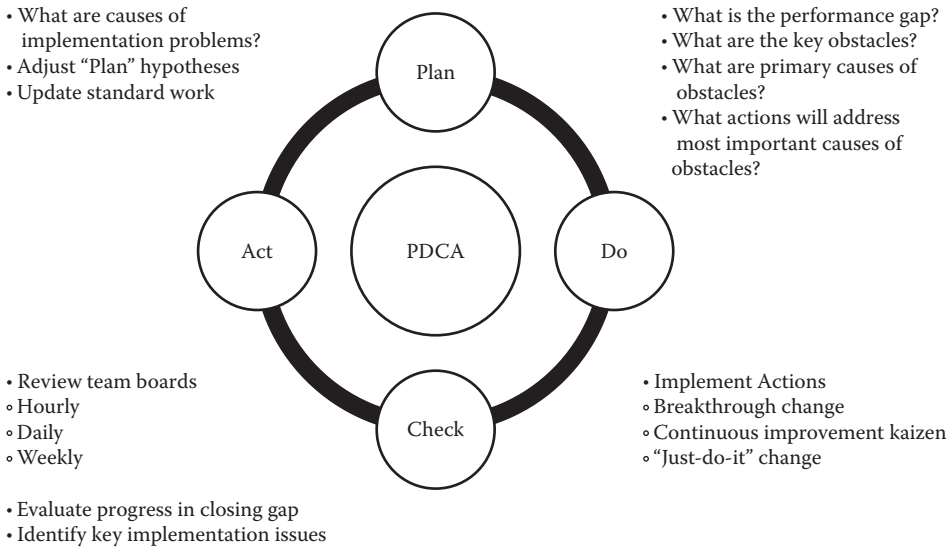 • What are causes of
implementation problems?
• Adjust “Plan” hypotheses
• Update standard work
• What is the performance gap?
• What are the key obstacles?
• What are primary causes of
obstacles?
• What actions will address
most important causes of
obstacles?
Plan
Act
PDCA
Do
Check
• Review team boards
∘ Hourly
∘ Daily
∘ Weekly
• Evaluate progress in closing gap
• Identify key implementation issues
• Implement Actions
∘ Breakthrough change
∘ Continuous improvement kaizen
∘ “Just-do-it” change